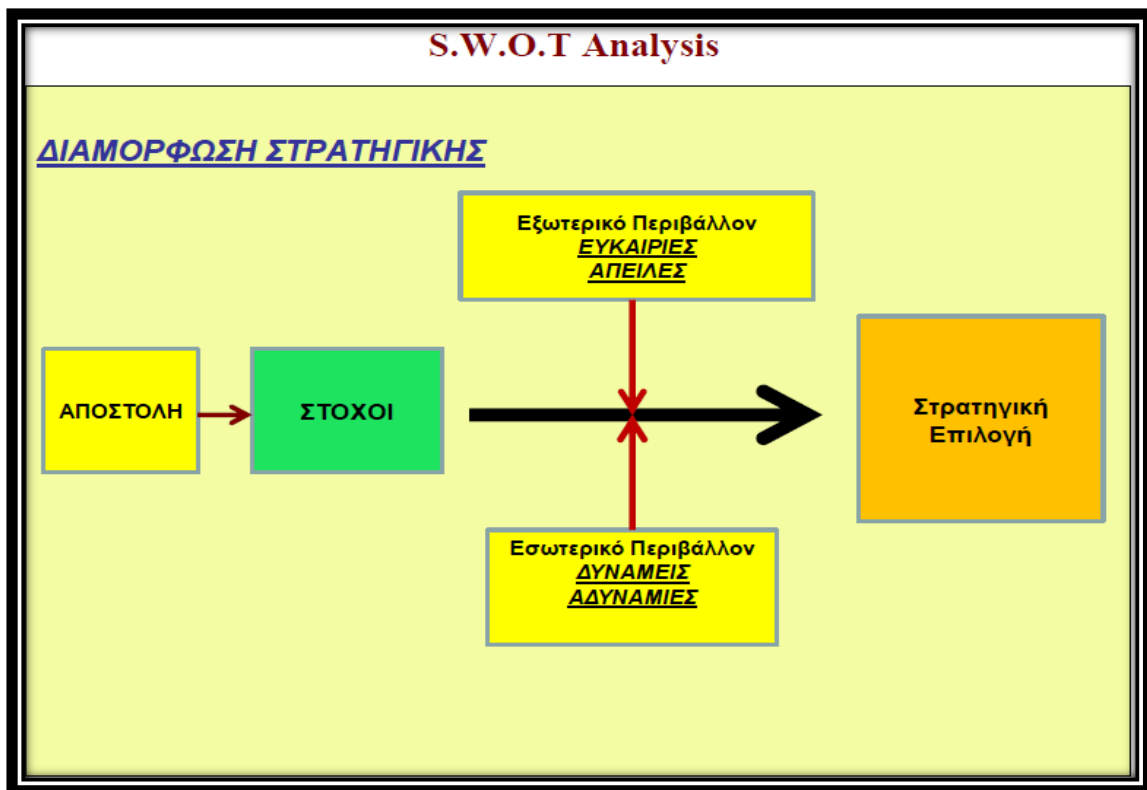 S.W.O.T Analysis
ΔΙΑΜΟΡΦΩΣΗ ΣΤΡΑΤΗΓΙΚΗΣ
Εξωτερικό Περιβάλλον
ΕΥΚΑΙΡΙΕΣ
ΑΠΕΙΛΕΣ
ΑΠΟΣΤΟΛΗ
ΣΤΟΧΟΙ
Στρατηγική
Επιλογή
Εσωτερικό Περιβάλλον
ΔΥΝΑΜΕΙΣ
ΑΔΥΝΑΜΙΕΣ